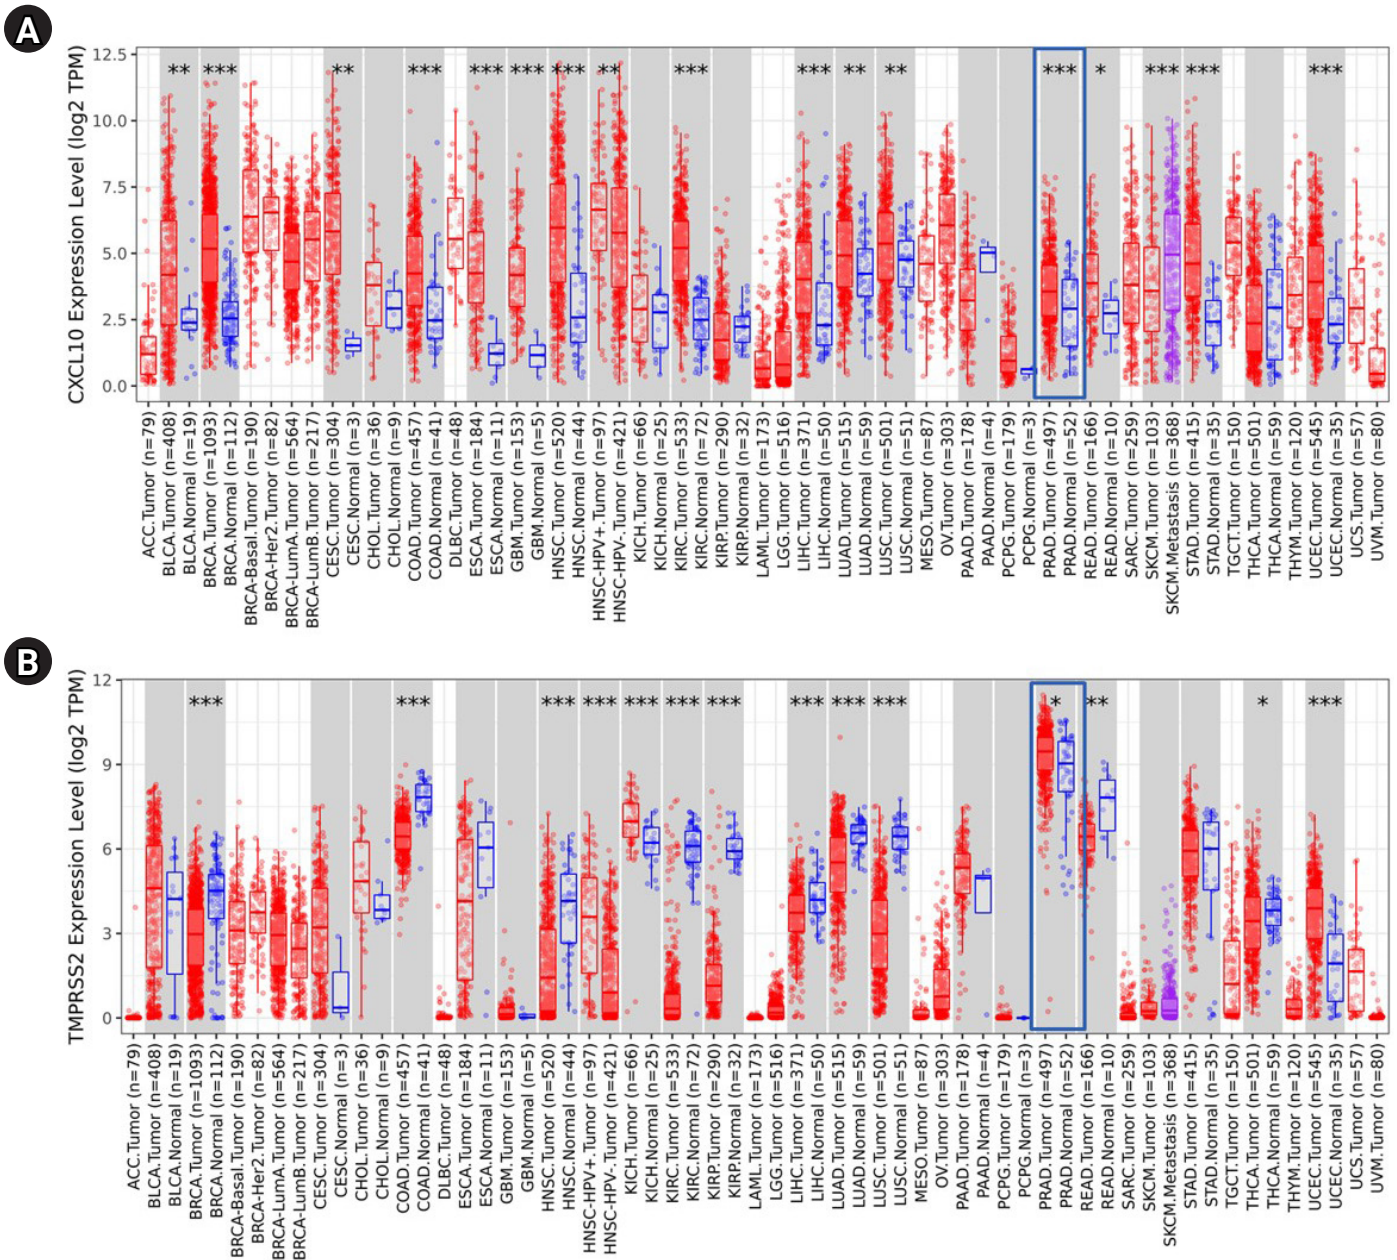 A
CXCL10 Expression Level (log2 TPM)
12.5
10.0
7.5
5.0
2.5
0.0
** *** ** *** *** *** *** ** *** *** ** ** *** * *** *** ***
ACC.Tumor (n=79)
BLCA.Tumor (n=408)
BLCA.Normal (n=19)
BRCA.Tumor (n=1093)
BRCA.Normal (n=112)
BRCA-Basal.Tumor (n=190)
BRCA-Her2.Tumor (n=82)
BRCA-LumA.Tumor (n=564)
BRCA-LumB.Tumor (n=217)
CESC.Tumor (n=304)
CESC.Normal (n=3)
CHOL.Tumor (n=36)
CHOL.Normal (n=9)
COAD.Tumor (n=457)
COAD.Normal (n=41)
DLBC.Tumor (n=48)
ESCA.Tumor (n=184)
ESCA.Normal (n=11)
GBM.Tumor (n=153)
GBM.Normal (n=5)
HNSC.Tumor (n=520)
HNSC.Normal (n=44)
HNSC-HPV+.Tumor (n=97)
HNSC-HPV-.Tumor (n=421)
KICH.Tumor (n=66)
KICH.Normal (n=25)
KIRC.Tumor (n=533)
KIRC.Normal (n=72)
KIRP.Tumor (n=290)
KIRP.Normal (n=32)
LAML.Tumor (n=173)
LGG.Tumor (n=516)
LIHC.Tumor (n=371)
LIHC.Normal (n=50)
LUAD.Tumor (n=515)
LUAD.Normal (n=59)
LUSC.Tumor (n=501)
LUSC.Normal (n=51)
MESO.Tumor (n=87)
OV.Tumor (n=303)
PAAD.Tumor (n=178)
PAAD.Normal (n=4)
PCPG.Tumor (n=179)
PCPG.Normal (n=3)
PRAD.Tumor (n=497)
PRAD.Normal (n=52)
READ.Tumor (n=166)
READ.Normal (n=10)
SARC.Tumor (n=259)
SKCM.Tumor (n=103)
SKCM.Metastasis (n=368)
STAD.Tumor (n=415)
STAD.Normal (n=35)
TGCT.Tumor (n=150)
THCA.Tumor (n=501)
THCA.Normal (n=59)
THYM.Tumor (n=120)
UCEC.Tumor (n=545)
UCEC.Normal (n=35)
UCS.Tumor (n=57)
UVM.Tumor (n=80)
B
TMPRSS2 Expression Level (log2 TPM)
12
9
6
3
0
*** *** *** *** *** *** *** *** *** *** * ** * ***
ACC.Tumor (n=79)
BLCA.Tumor (n=408)
BLCA.Normal (n=19)
BRCA.Tumor (n=1093)
BRCA.Normal (n=112)
BRCA-Basal.Tumor (n=190)
BRCA-Her2.Tumor (n=82)
BRCA-LumA.Tumor (n=564)
BRCA-LumB.Tumor (n=217)
CESC.Tumor (n=304)
CESC.Normal (n=3)
CHOL.Tumor (n=36)
CHOL.Normal (n=9)
COAD.Tumor (n=457)
COAD.Normal (n=41)
DLBC.Tumor (n=48)
ESCA.Tumor (n=184)
ESCA.Normal (n=11)
GBM.Tumor (n=153)
GBM.Normal (n=5)
HNSC.Tumor (n=520)
HNSC.Normal (n=44)
HNSC-HPV+.Tumor (n=97)
HNSC-HPV-.Tumor (n=421)
KICH.Tumor (n=66)
KICH.Normal (n=25)
KIRC.Tumor (n=533)
KIRC.Normal (n=72)
KIRP.Tumor (n=290)
KIRP.Normal (n=32)
LAML.Tumor (n=173)
LGG.Tumor (n=516)
LIHC.Tumor (n=371)
LIHC.Normal (n=50)
LUAD.Tumor (n=515)
LUAD.Normal (n=59)
LUSC.Tumor (n=501)
LUSC.Normal (n=51)
MESO.Tumor (n=87)
OV.Tumor (n=303)
PAAD.Tumor (n=178)
PAAD.Normal (n=4)
PCPG.Tumor (n=179)
PCPG.Normal (n=3)
PRAD.Tumor (n=497)
PRAD.Normal (n=52)
READ.Tumor (n=166)
READ.Normal (n=10)
SARC.Tumor (n=259)
SKCM.Tumor (n=103)
SKCM.Metastasis (n=368)
STAD.Tumor (n=415)
STAD.Normal (n=35)
TGCT.Tumor (n=150)
THCA.Tumor (n=501)
THCA.Normal (n=59)
THYM.Tumor (n=120)
UCEC.Tumor (n=545)
UCEC.Normal (n=35)
UCS.Tumor (n=57)
UVM.Tumor (n=80)